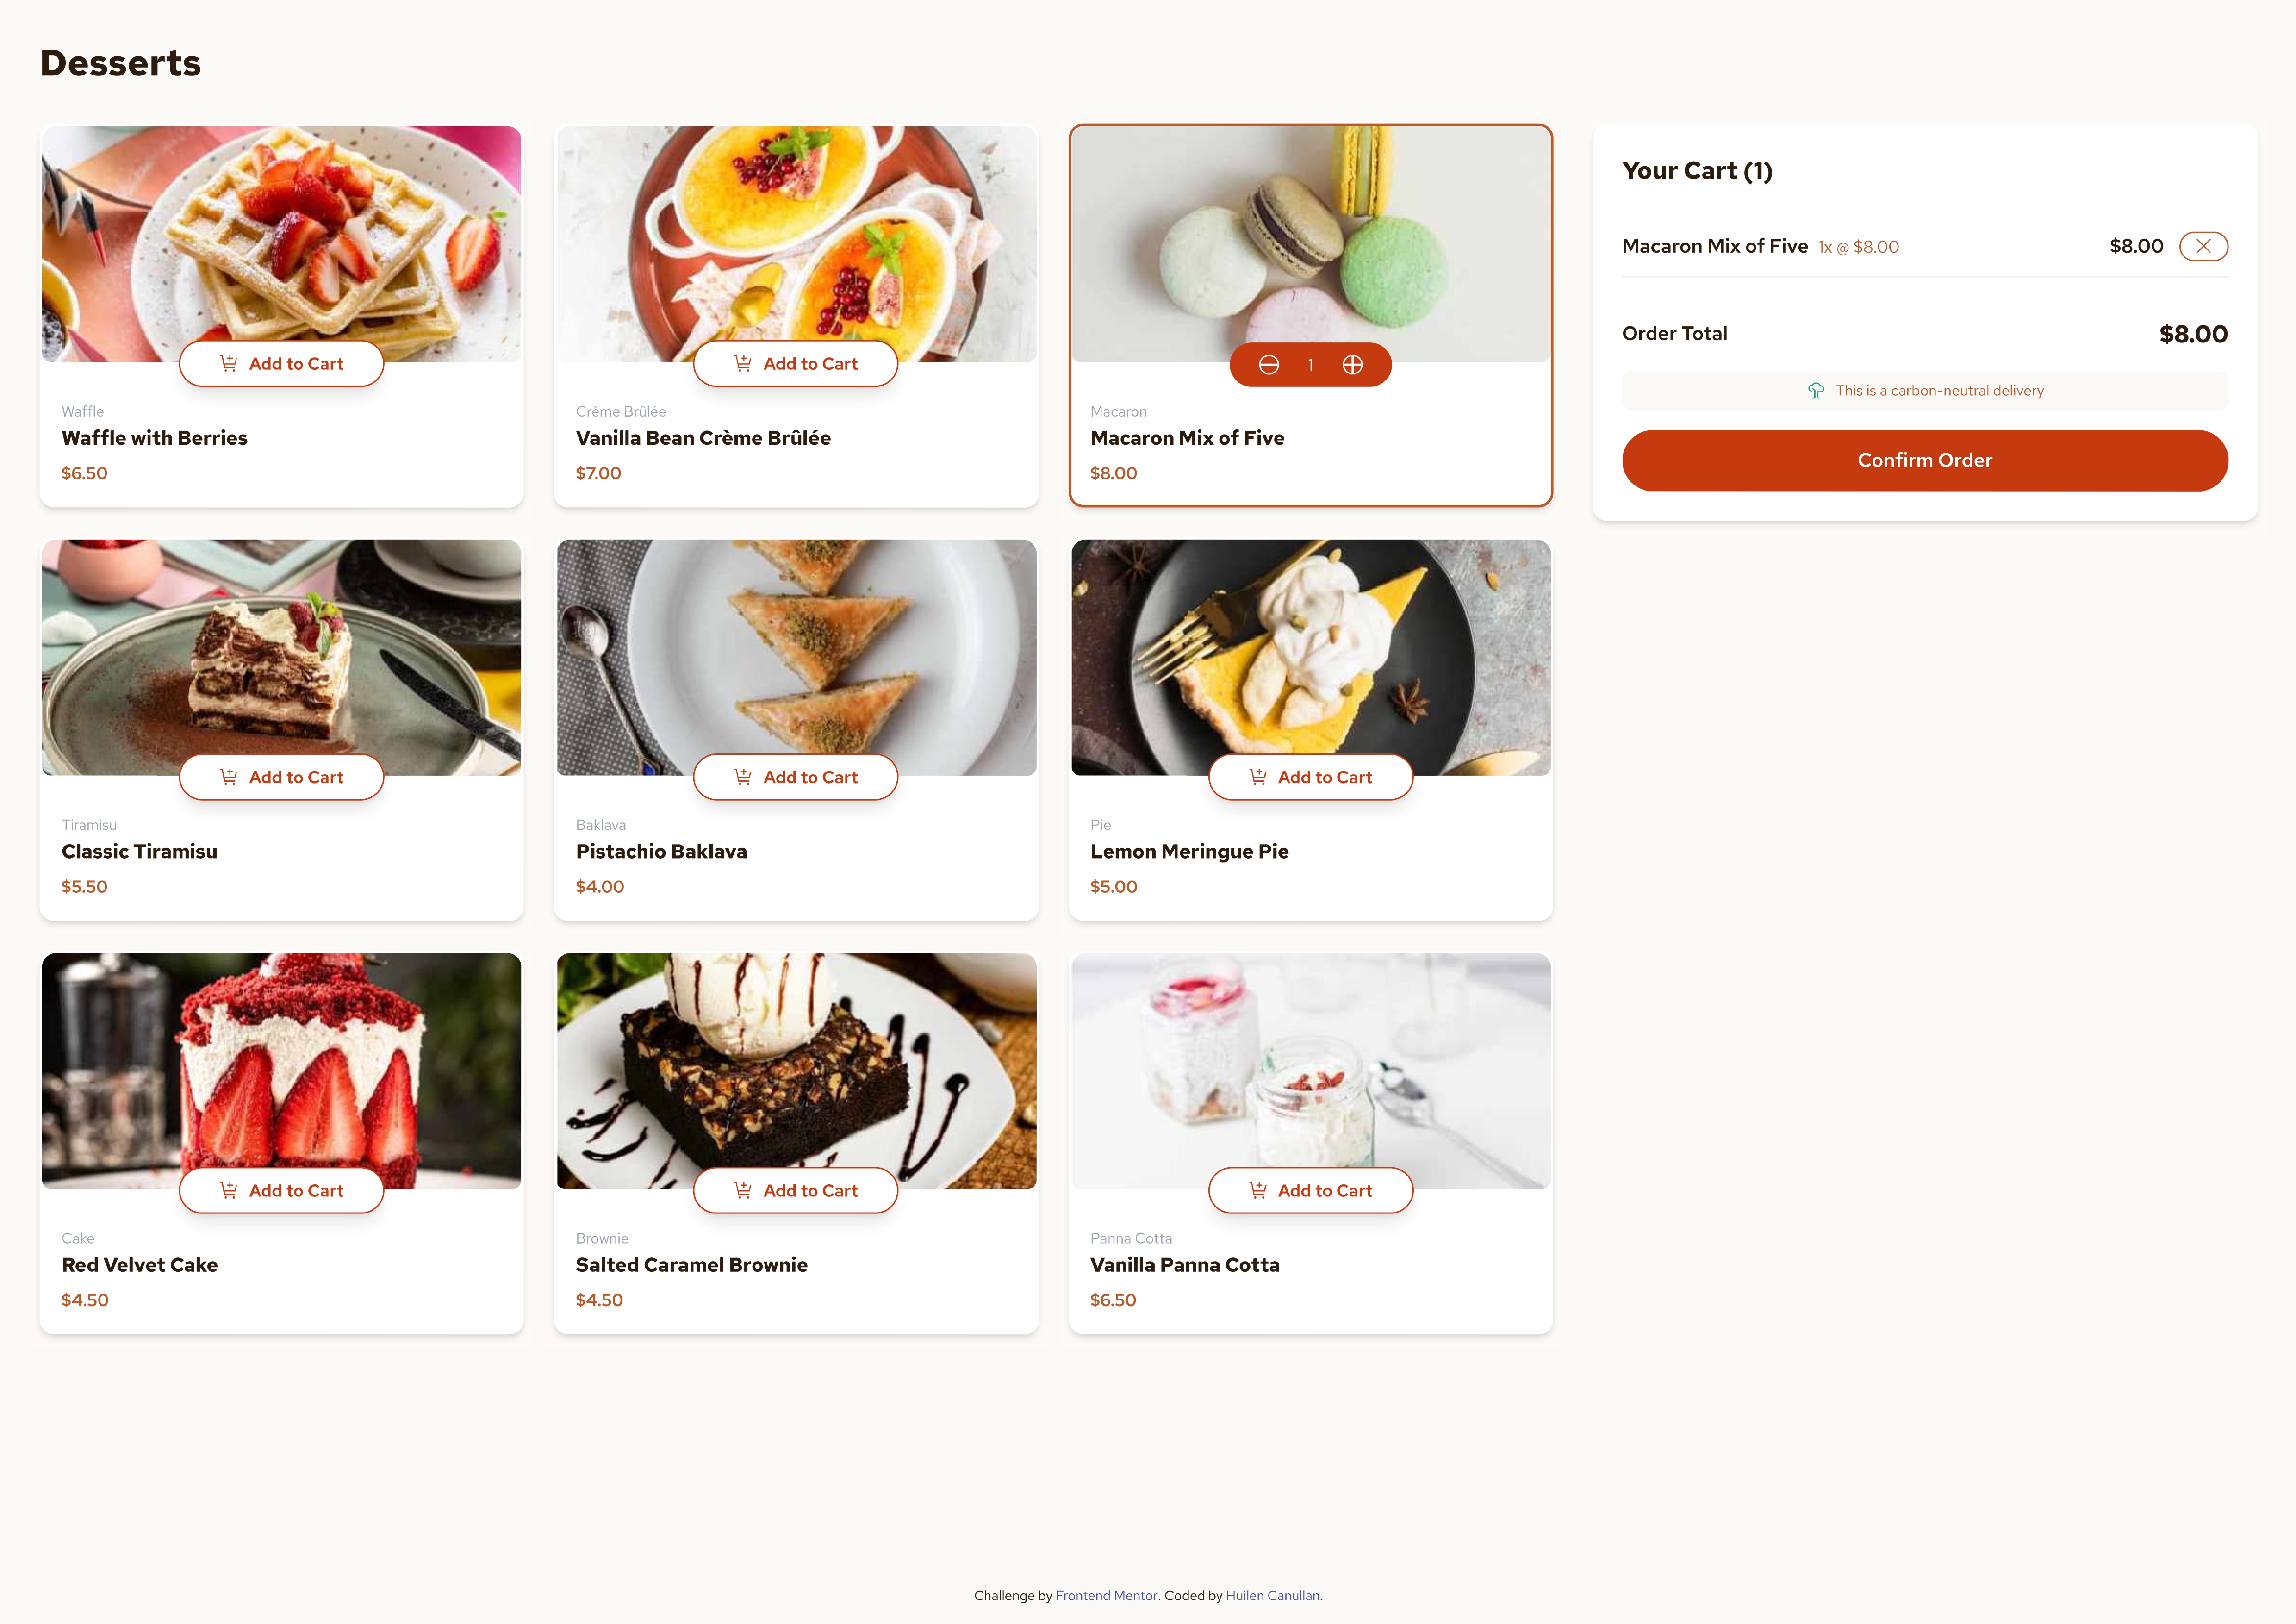 Desserts
Add to Cart
Waffle
Waffle with Berries
$6.50
Add to Cart
Crème Brûlée
Vanilla Bean Crème Brûlée
$7.00
1
Macaron
Macaron Mix of Five
$8.00
Add to Cart
Tiramisu
Classic Tiramisu
$5.50
Add to Cart
Baklava
Pistachio Baklava
$4.00
Add to Cart
Pie
Lemon Meringue Pie
$5.00
Add to Cart
Cake
Red Velvet Cake
$4.50
Add to Cart
Brownie
Salted Caramel Brownie
$4.50
Add to Cart
Panna Cotta
Vanilla Panna Cotta
$6.50
Your Cart (1)
Macaron Mix of Five 1x @ $8.00 $8.00
Order Total $8.00
This is a carbon-neutral delivery
Confirm Order
Challenge by Frontend Mentor. Coded by Huilen Canullan.